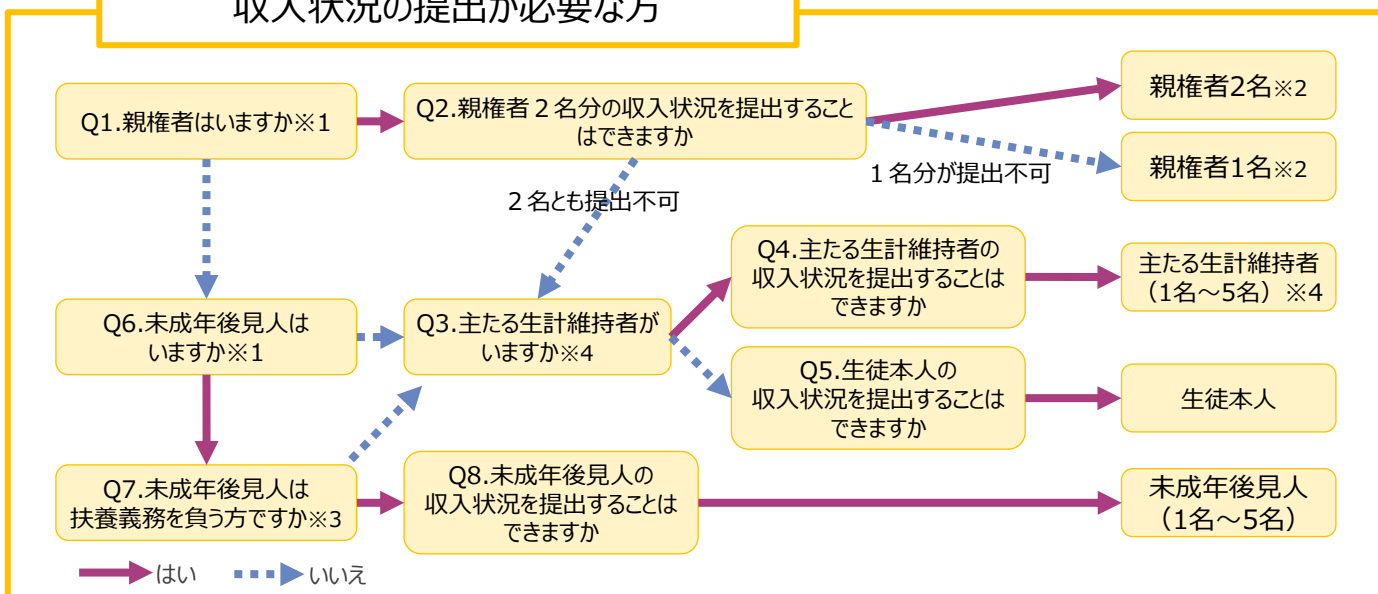 収入状況の提出が必要な方
Q1.親権者はいますか※1
Q2.親権者２名分の収入状況を提出すること
はできますか
親権者2名※2
１名分が提出不可
親権者1名※2
２名とも提出不可
Q6.未成年後見人は
いますか※1
Q3.主たる生計維持者が
いますか※4
Q4.主たる生計維持者の
収入状況を提出することは
できますか
主たる生計維持者
（1名～5名）※4
Q5.生徒本人の
収入状況を提出することは
できますか
生徒本人
Q7.未成年後見人は
扶養義務を負う方ですか※3
Q8.未成年後見人の
収入状況を提出することは
できますか
未成年後見人
（1名～5名）
はい
いいえ